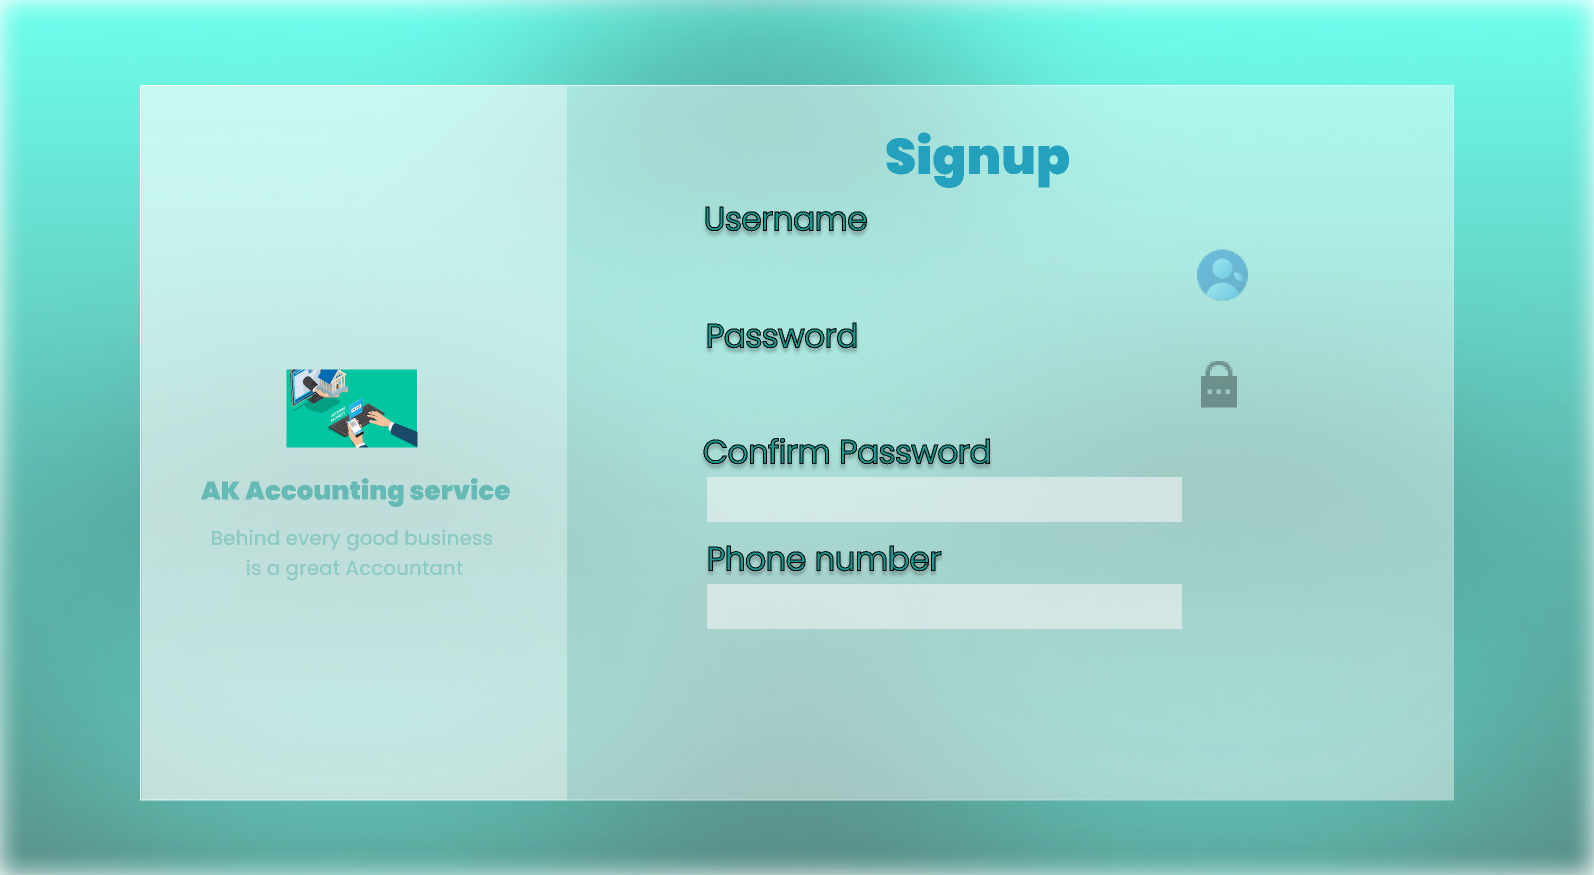 Signup
Username
Password
Confirm Password
Phone number
AK Accounting service
Behind every good business
is a great Accountant